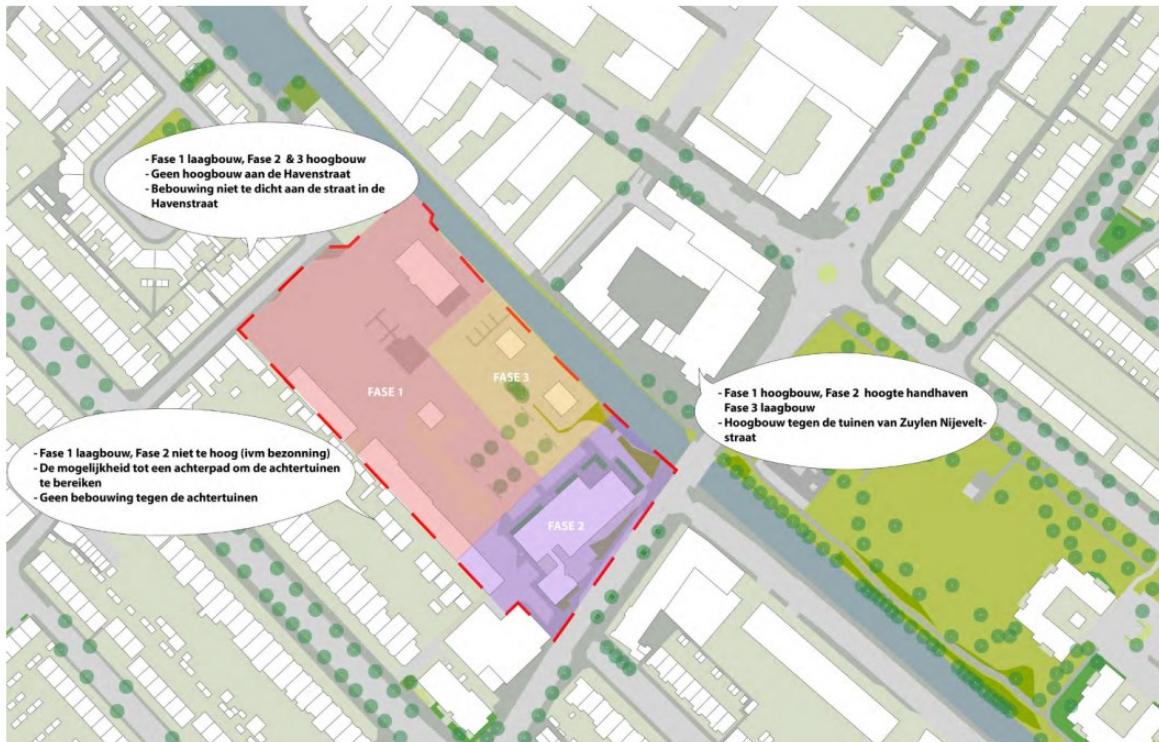 - Fase 1 laagbouw, Fase 2 & 3 hoogbouw
- Geen hoogbouw aan de Havenstraat
- Bebouwing niet te dicht aan de straat in de
Havenstraat
FASE 3
FASE 1
- Fase 1 hoogbouw, Fase 2 hoogte handhaven
Fase 3 laagbouw
- Hoogbouw tegen de tuinen van Zuylen Nijevelt-
straat
- Fase 1 laagbouw, Fase 2 niet te hoog (ivm bezonning)
- De mogelijkheid tot een achterpad om de achtertuinen
te bereiken
- Geen bebouwing tegen de achtertuinen
FASE 2